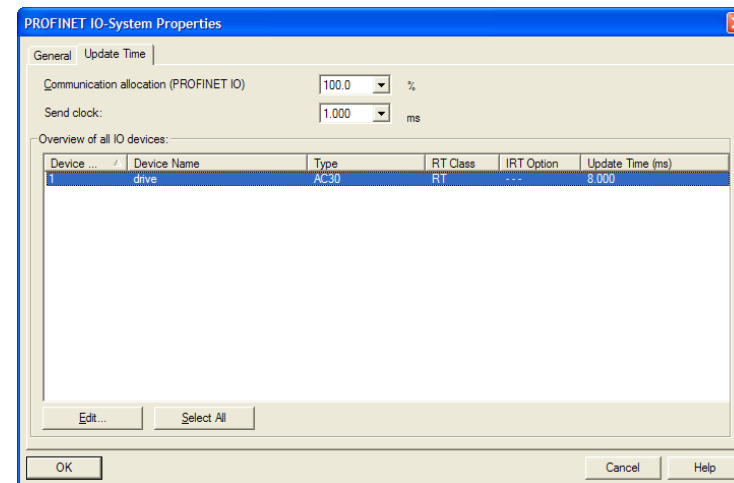 PROFINET IO-System Properties
General Update Time
Communication allocation (PROFINET IO) 100.0 %
Send clock: 1.000 ms
Overview of all IO devices:
Device ... / Device Name Type RT Class IRT Option Update Time (ms)
1 drive AC30 RT - - - 8.000
Edit... Select All
OK Cancel Help